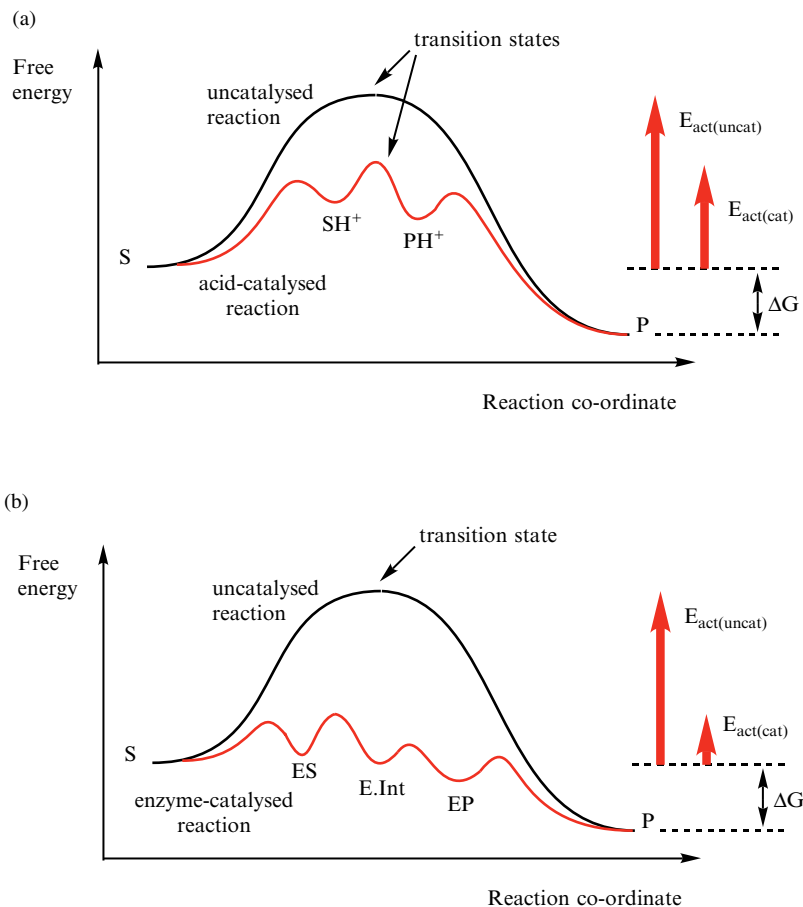 (a)
transition states
Free
energy
uncatalysed
reaction
E_act(uncat)
E_act(cat)
SH⁺
PH⁺
S
acid-catalysed
reaction
P
ΔG
Reaction co-ordinate
(b)
transition state
Free
energy
uncatalysed
reaction
E_act(uncat)
E_act(cat)
S
ES
E.Int
EP
enzyme-catalysed
reaction
P
ΔG
Reaction co-ordinate